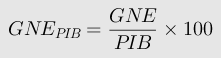 GNE_{PIB} = \frac{GNE}{PIB} \times 100